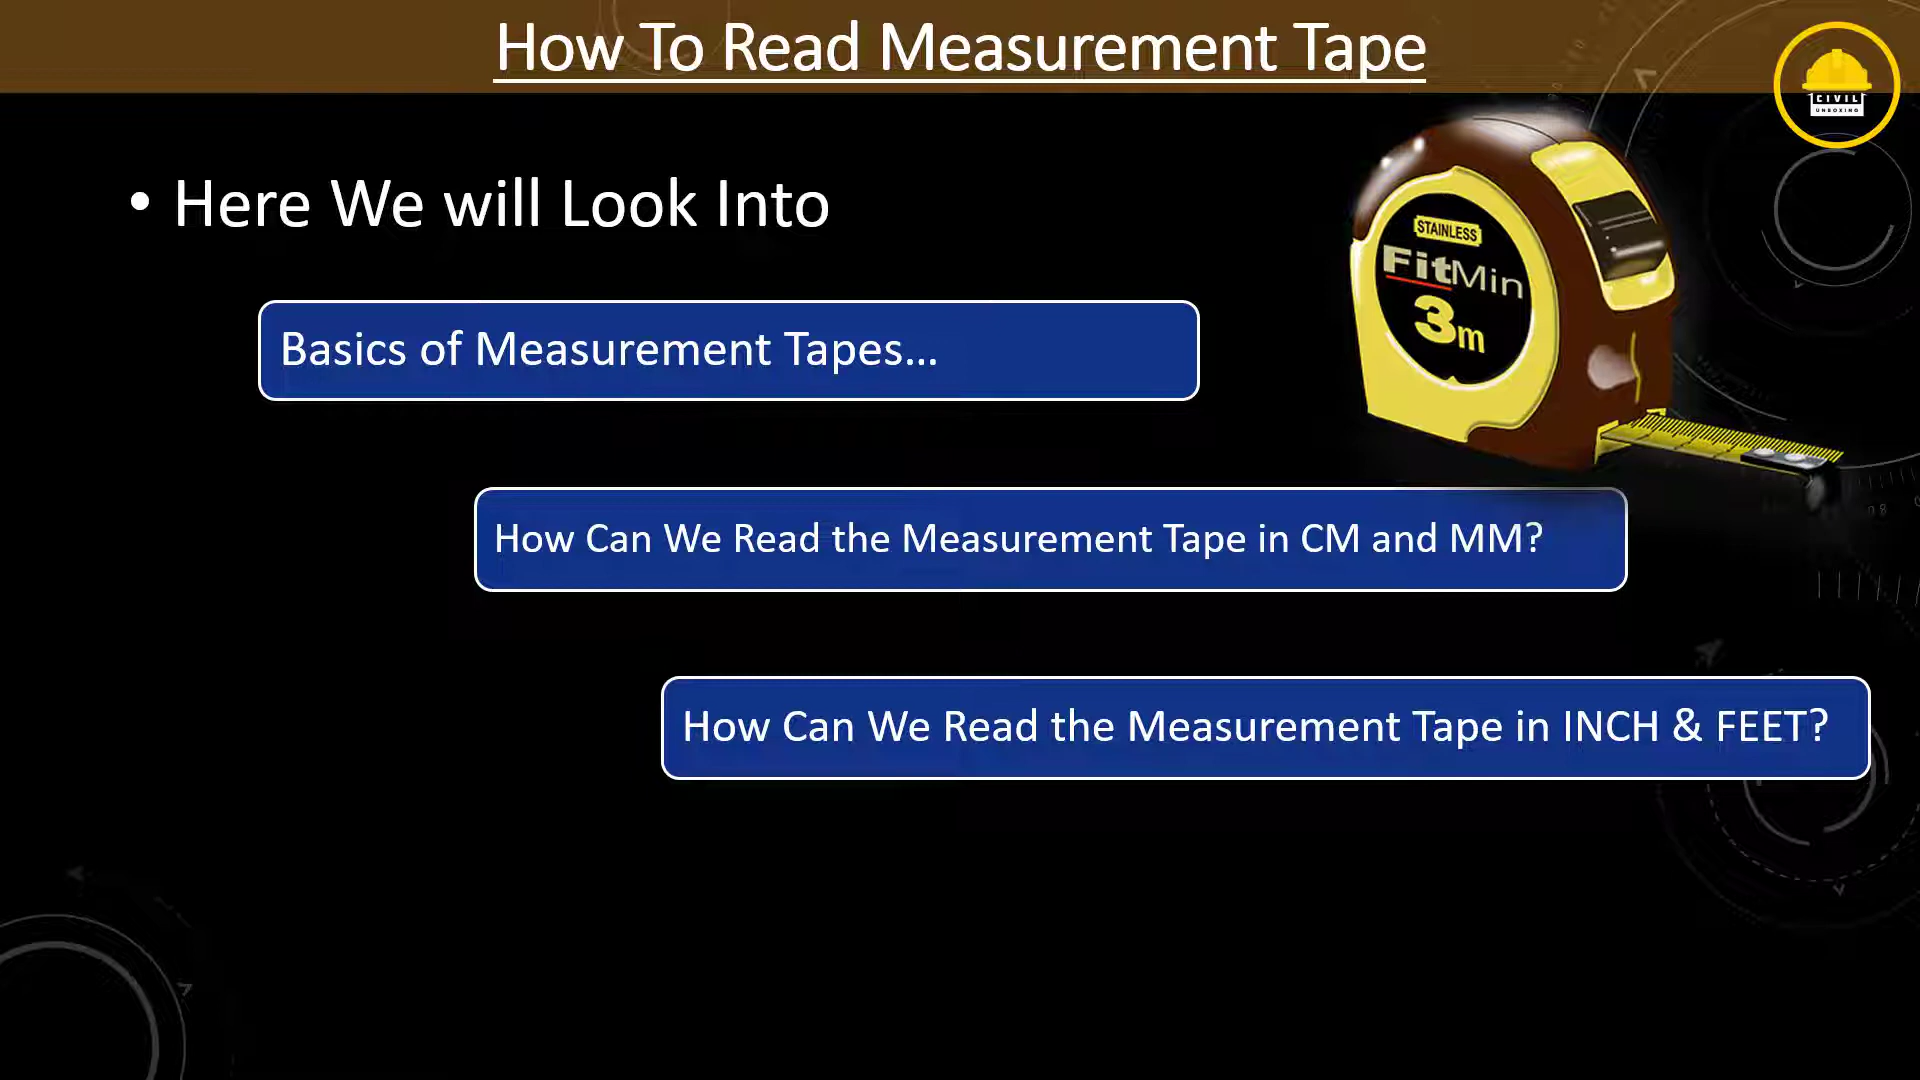 How To Read Measurement Tape
CIVIL
UNBOXING
• Here We will Look Into
STAINLESS
FitMin
3m
Basics of Measurement Tapes...
How Can We Read the Measurement Tape in CM and MM?
How Can We Read the Measurement Tape in INCH & FEET?